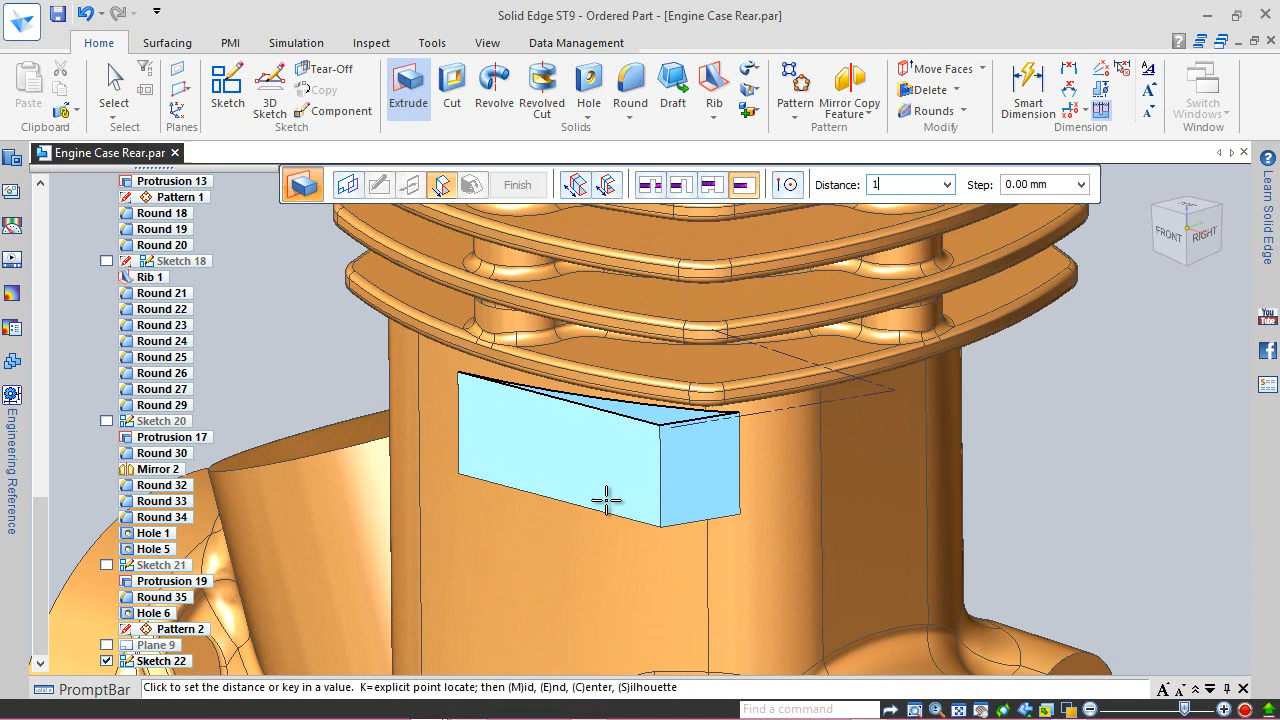 Solid Edge ST9 - Ordered Part - [Engine Case Rear.par]
Home Surfacing PMI Simulation Inspect Tools View Data Management
Paste
Clipboard
Select
Select
Planes
Sketch
3D Sketch
Tear-Off
Copy
Component
Sketch
Extrude Cut Revolve Revolved Cut Hole Round Draft Rib
Solids
Pattern
Mirror Copy Feature
Pattern
Move Faces
Delete
Rounds
Modify
Smart Dimension
Dimension
Switch Windows
Window
Engine Case Rear.par
Finish
Distance: 1
Step: 0.00 mm
Learn Solid Edge
You Tube
FRONT RIGHT
Engineering Reference
Protrusion 13
Pattern 1
Round 18
Round 19
Round 20
Sketch 18
Rib 1
Round 21
Round 22
Round 23
Round 24
Round 25
Round 26
Round 27
Round 29
Sketch 20
Protrusion 17
Round 30
Mirror 2
Round 32
Round 33
Round 34
Hole 1
Hole 5
Sketch 21
Protrusion 19
Round 35
Hole 6
Pattern 2
Plane 9
Sketch 22
PromptBar
Click to set the distance or key in a value. K=explicit point locate; then (M)id, (E)nd, (C)enter, (S)ilhouette
Find a command